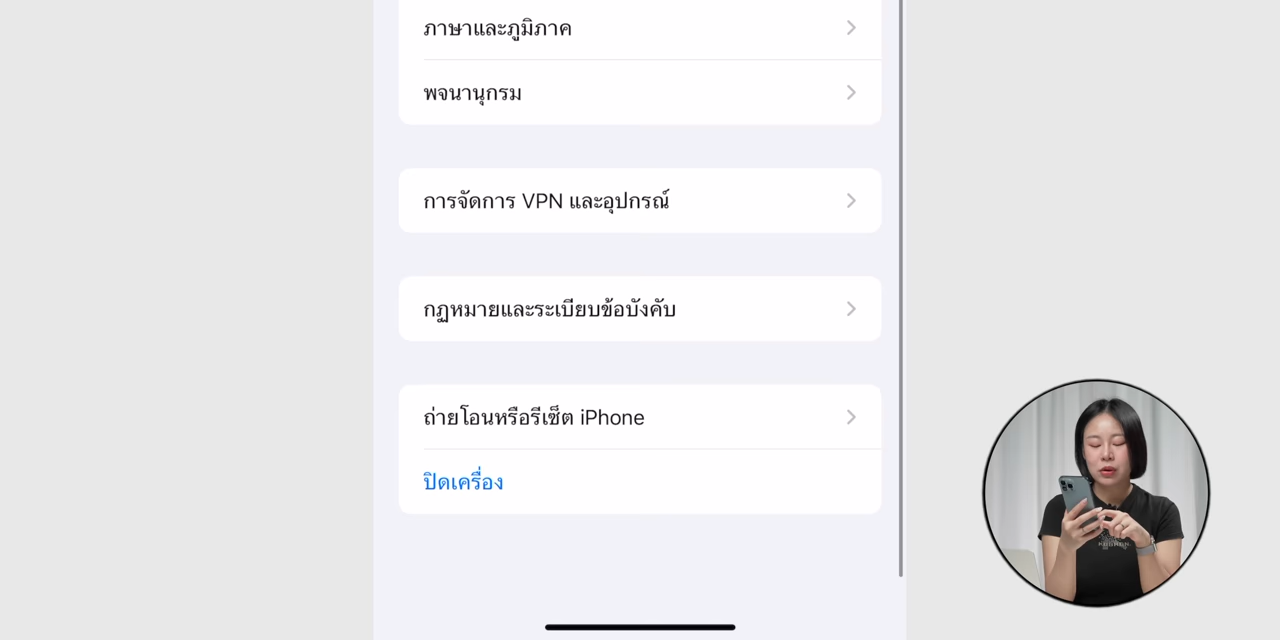 ภาษาและภูมิภาค
พจนานุกรม
การจัดการ VPN และอุปกรณ์
กฏหมายและระเบียบข้อบังคับ
ถ่ายโอนหรือรีเซ็ต iPhone
ปิดเครื่อง